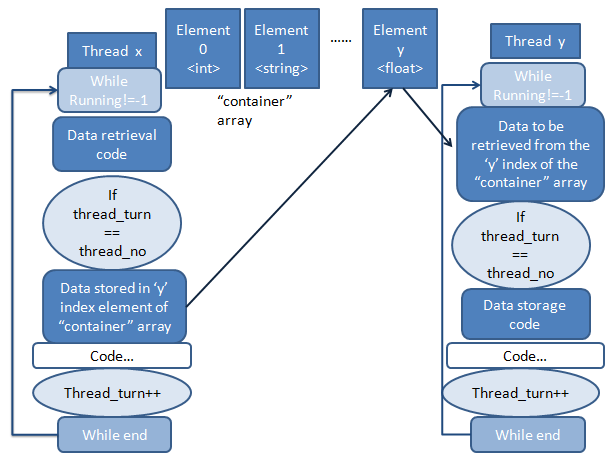 Thread x
While
Running!=-1
Data retrieval
code
If
thread_turn
==
thread_no
Data stored in ‘y’
index element of
“container” array
Code…
Thread_turn++
While end
Element
0
<int>
Element
1
<string>
……
Element
y
<float>
“container”
array
Thread y
While
Running!=-1
Data to be
retrieved from the
‘y’ index of the
“container” array
If
thread_turn
==
thread_no
Data storage
code
Code…
Thread_turn++
While end